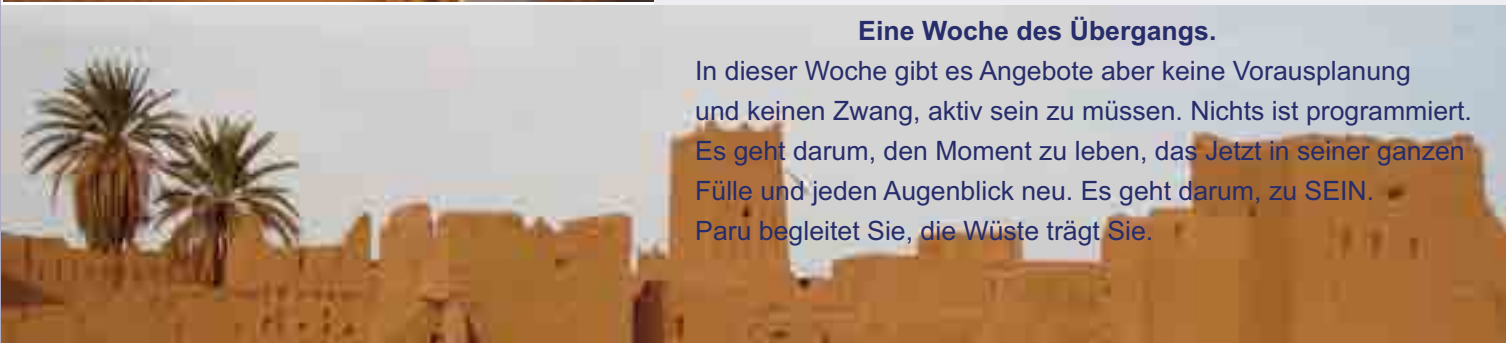 Eine Woche des Übergangs.
In dieser Woche gibt es Angebote aber keine Vorausplanung
und keinen Zwang, aktiv sein zu müssen. Nichts ist programmiert.
Es geht darum, den Moment zu leben, das Jetzt in seiner ganzen
Fülle und jeden Augenblick neu. Es geht darum, zu SEIN.
Paru begleitet Sie, die Wüste trägt Sie.